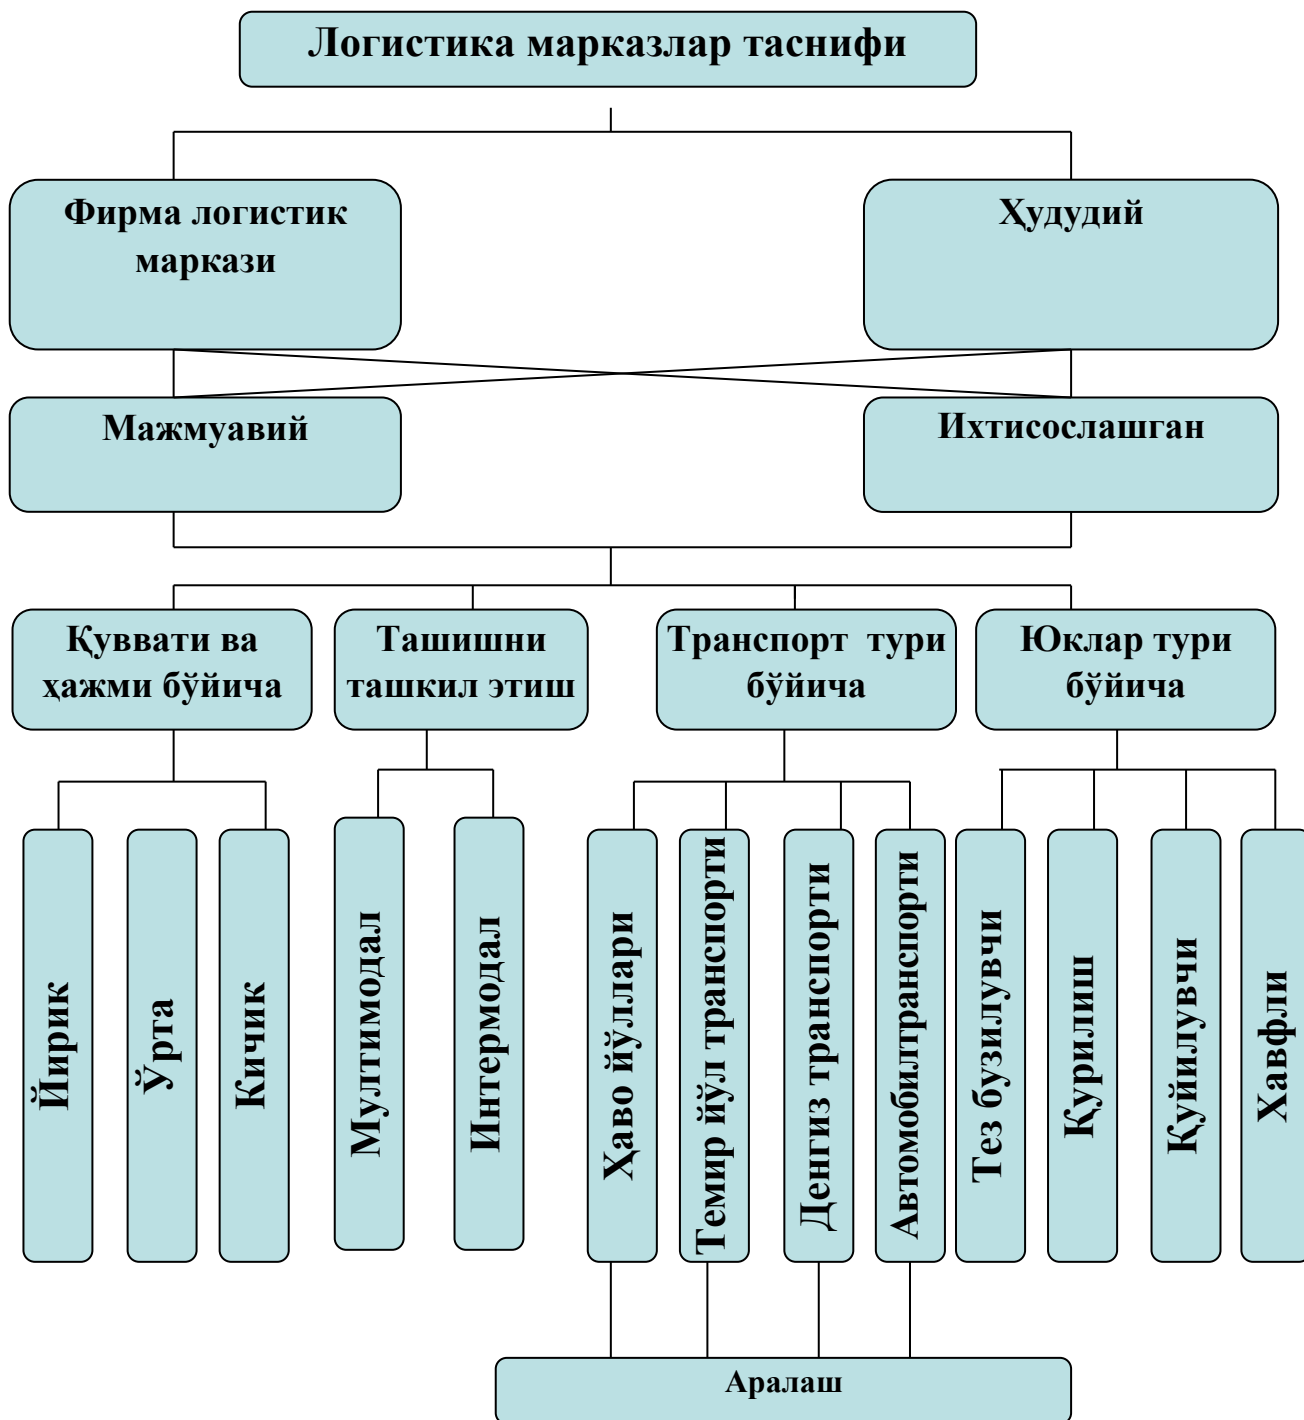 Логистика марказлар таснифи
Фирма логистик
маркази
Ҳудудий
Мажмуавий
Ихтисослашган
Қуввати ва
ҳажми бўйича
Ташишни
ташкил этиш
Транспорт тури
бўйича
Юклар тури
бўйича
Йирик
Ўрта
Кичик
Мултимодал
Интермодал
Ҳаво йўллари
Темир йўл транспорти
Денгиз транспорти
Автомобилтранспорти
Тез бузилувчи
Қурилиш
Қуйилувчи
Хавфли
Аралаш